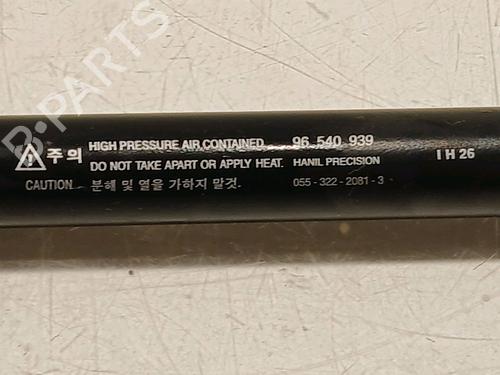 B-PARTS
주의 HIGH PRESSURE AIR CONTAINED 96 540 939
DO NOT TAKE APART OR APPLY HEAT. HANIL PRECISION I H 26
CAUTION 분해 및 열을 가하지 말것. 055-322-2081-3